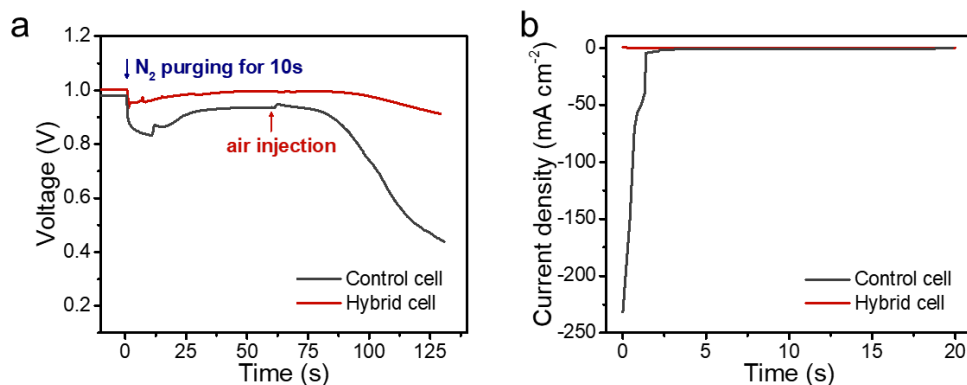 a
1.2
1.0
0.8
0.6
0.4
0.2
Voltage (V)
↓ N₂ purging for 10s
air injection
Control cell
Hybrid cell
0 25 50 75 100 125
Time (s)
b
0
-50
-100
-150
-200
-250
Current density (mA cm⁻²)
Control cell
Hybrid cell
0 5 10 15 20
Time (s)